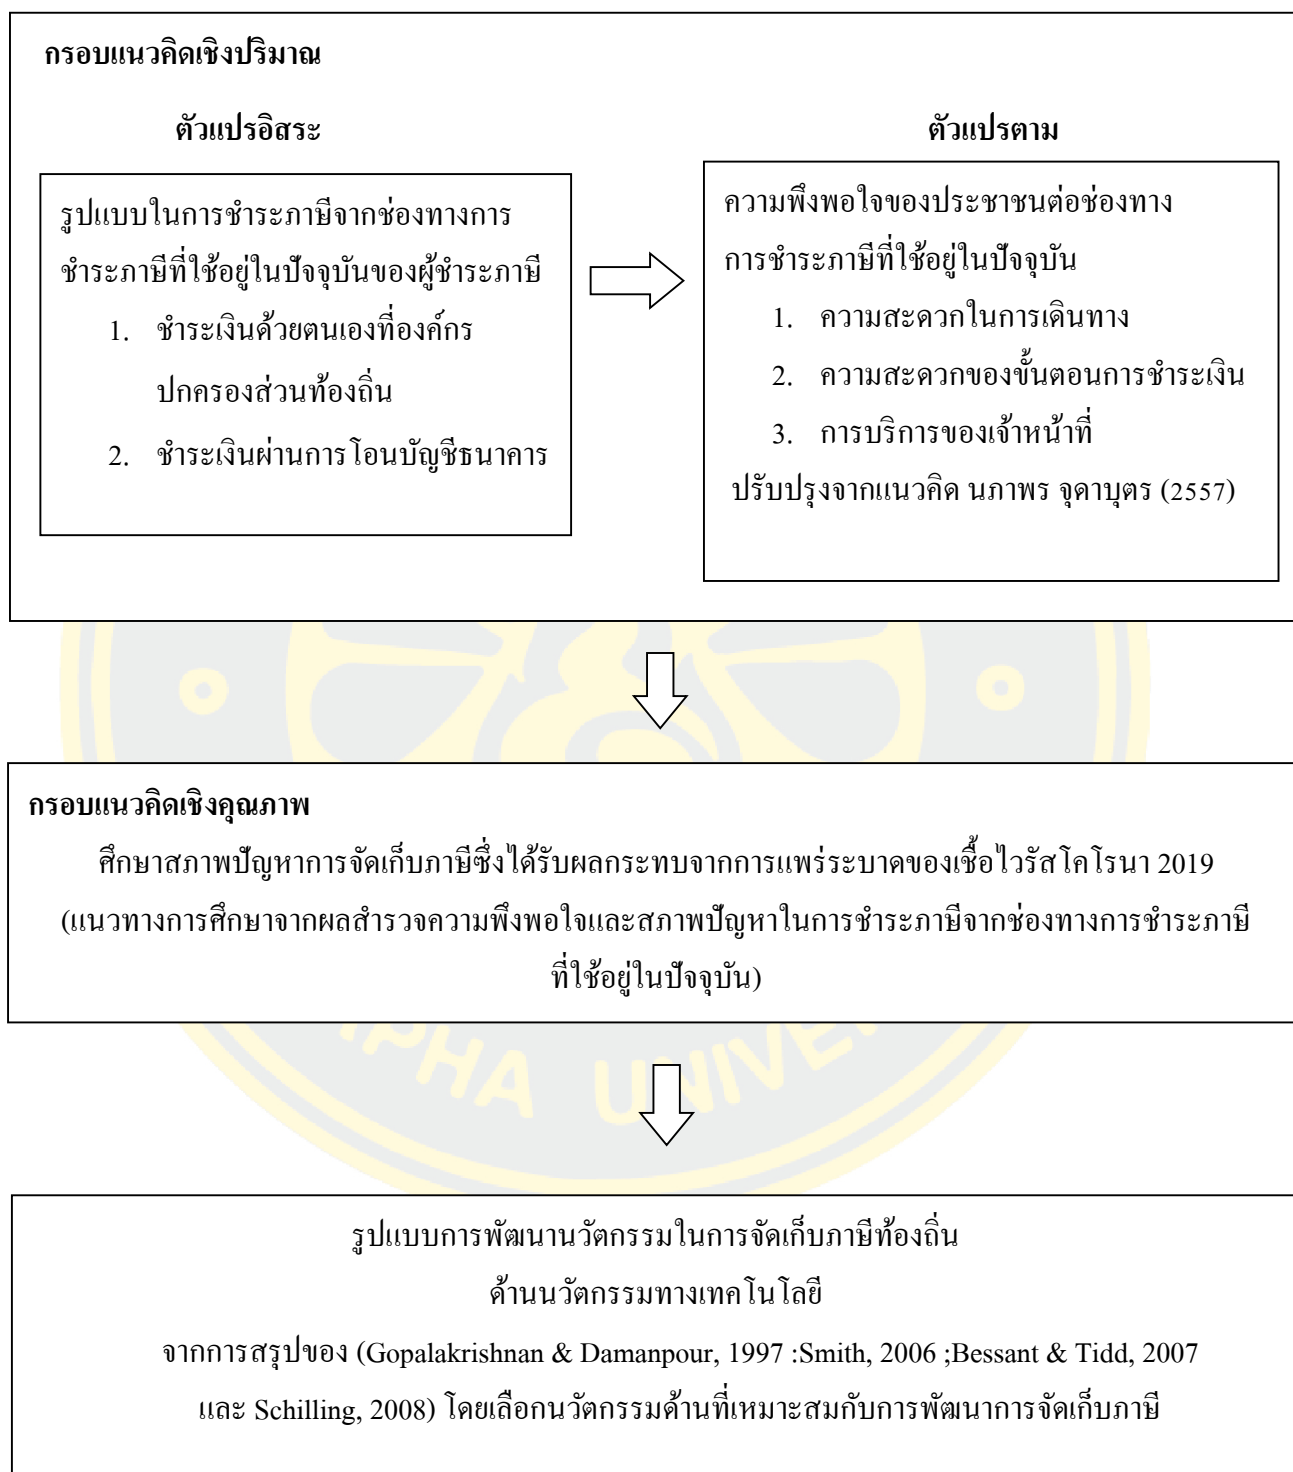 กรอบแนวคิดเชิงปริมาณ
ตัวแปรอิสระ
รูปแบบในการชำระภาษีจากช่องทางการ
ชำระภาษีที่ใช้อยู่ในปัจจุบันของผู้ชำระภาษี
1. ชำระเงินด้วยตนเองที่องค์กร
ปกครองส่วนท้องถิ่น
2. ชำระเงินผ่านการโอนบัญชีธนาคาร
ตัวแปรตาม
ความพึงพอใจของประชาชนต่อช่องทาง
การชำระภาษีที่ใช้อยู่ในปัจจุบัน
1. ความสะดวกในการเดินทาง
2. ความสะดวกของขั้นตอนการชำระเงิน
3. การบริการของเจ้าหน้าที่
ปรับปรุงจากแนวคิด นภาพร จุดาบุตร (2557)
กรอบแนวคิดเชิงคุณภาพ
ศึกษาสภาพปัญหาการจัดเก็บภาษีซึ่งได้รับผลกระทบจากการแพร่ระบาดของเชื้อไวรัสโคโรนา 2019
(แนวทางการศึกษาจากผลสำรวจความพึงพอใจและสภาพปัญหาในการชำระภาษีจากช่องทางการชำระภาษี
ที่ใช้อยู่ในปัจจุบัน)
IPHA UNIVE
รูปแบบการพัฒนานวัตกรรมในการจัดเก็บภาษีท้องถิ่น
ด้านนวัตกรรมทางเทคโนโลยี
จากการสรุปของ (Gopalakrishnan & Damanpour, 1997 :Smith, 2006 ;Bessant & Tidd, 2007
และ Schilling, 2008) โดยเลือกนวัตกรรมด้านที่เหมาะสมกับการพัฒนาการจัดเก็บภาษี